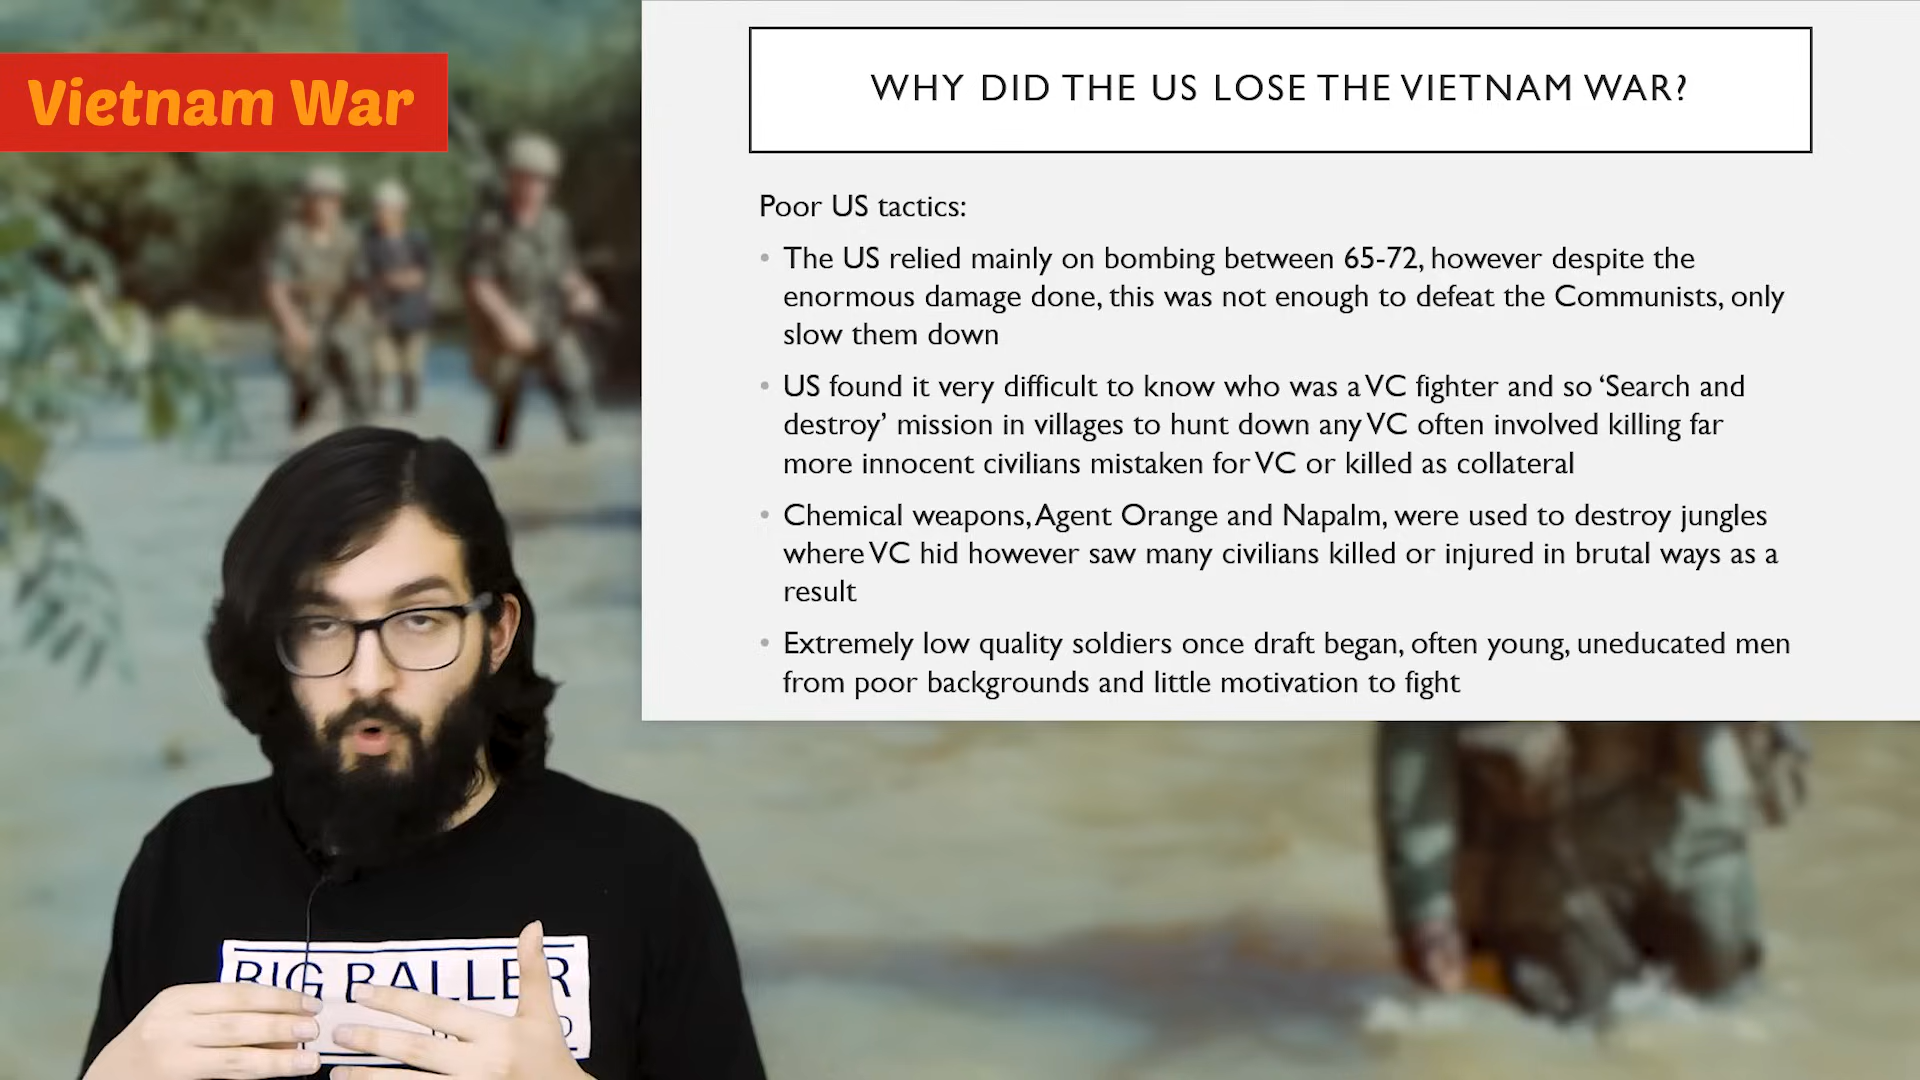 Vietnam War
WHY DID THE US LOSE THE VIETNAM WAR?
Poor US tactics:
• The US relied mainly on bombing between 65-72, however despite the
enormous damage done, this was not enough to defeat the Communists, only
slow them down
• US found it very difficult to know who was a VC fighter and so ‘Search and
destroy’ mission in villages to hunt down any VC often involved killing far
more innocent civilians mistaken for VC or killed as collateral
• Chemical weapons, Agent Orange and Napalm, were used to destroy jungles
where VC hid however saw many civilians killed or injured in brutal ways as a
result
• Extremely low quality soldiers once draft began, often young, uneducated men
from poor backgrounds and little motivation to fight
BIG BALLER